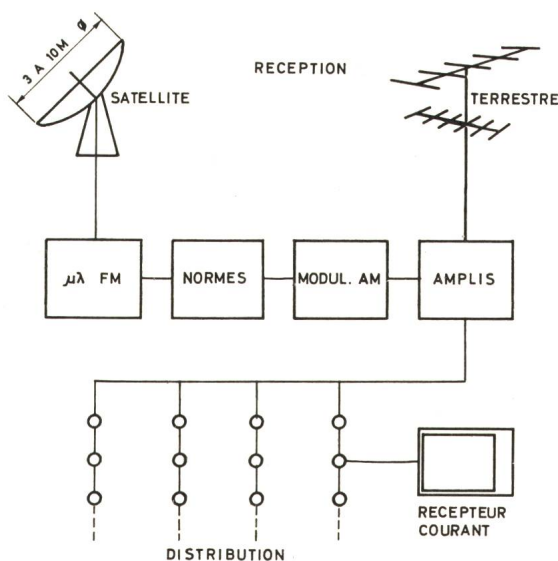 3 A 10M Ø
RECEPTION
SATELLITE
TERRESTRE
μλ FM
NORMES
MODUL. AM
AMPLIS
RECEPTEUR
COURANT
DISTRIBUTION